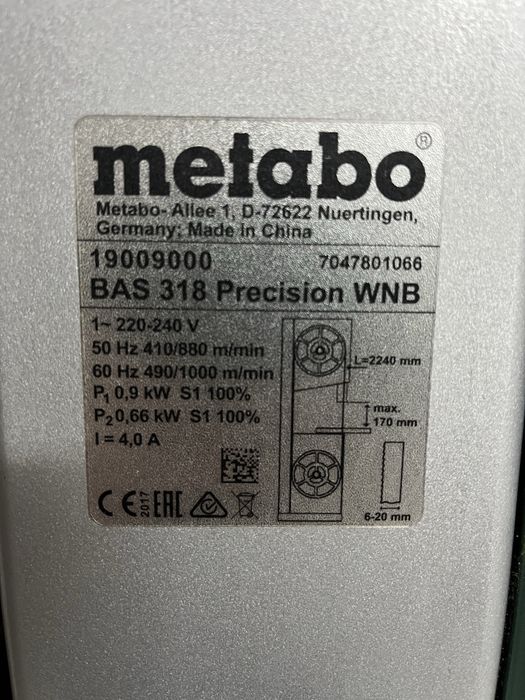 metabo®
Metabo- Allee 1, D-72622 Nuertingen,
Germany; Made in China
19009000 7047801066
BAS 318 Precision WNB
1~ 220-240 V
50 Hz 410/880 m/min
60 Hz 490/1000 m/min
P1 0,9 kW S1 100%
P2 0,66 kW S1 100%
I = 4,0 A
L=2240 mm
max.
170 mm
6-20 mm
CE 2017 EAC